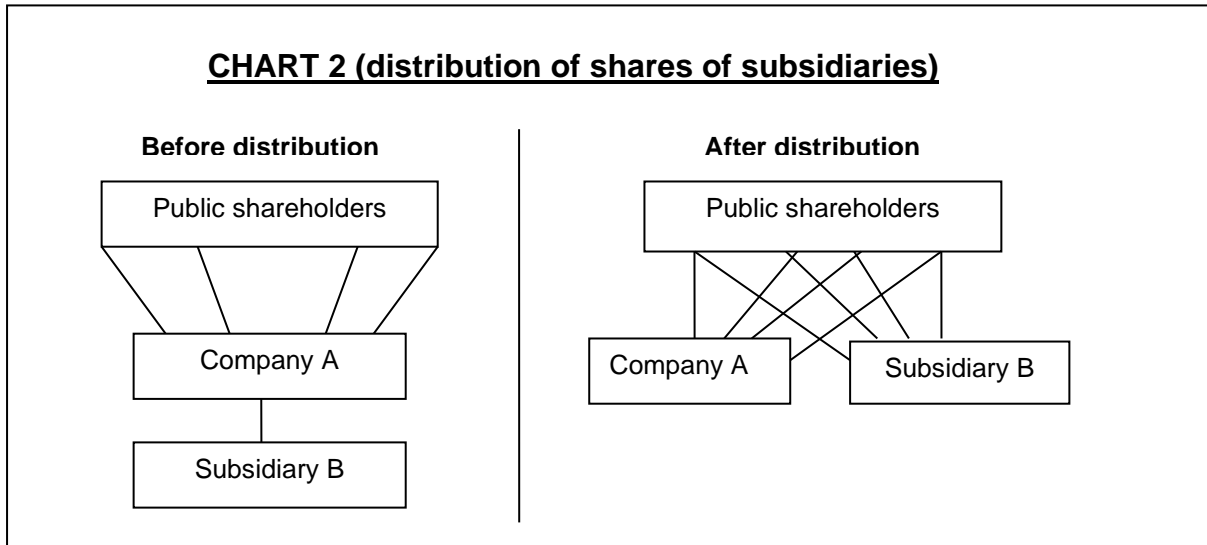 CHART 2 (distribution of shares of subsidiaries)
Before distribution
Public shareholders
Company A
Subsidiary B
After distribution
Public shareholders
Company A
Subsidiary B